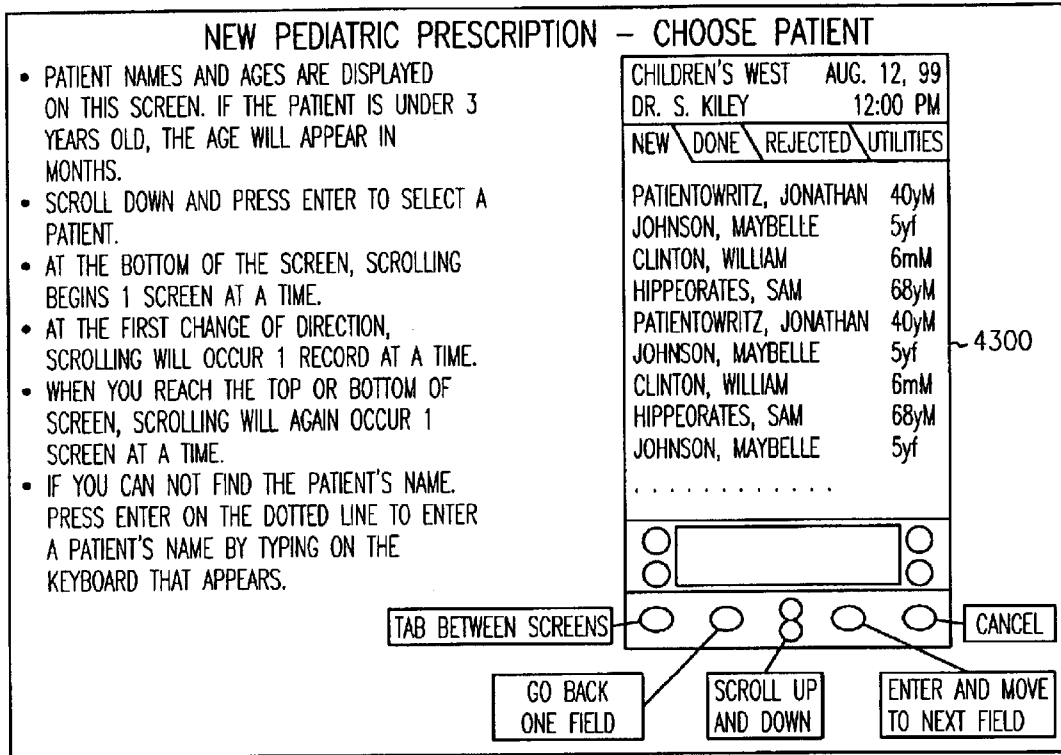 NEW PEDIATRIC PRESCRIPTION – CHOOSE PATIENT
• PATIENT NAMES AND AGES ARE DISPLAYED
ON THIS SCREEN. IF THE PATIENT IS UNDER 3
YEARS OLD, THE AGE WILL APPEAR IN
MONTHS.
• SCROLL DOWN AND PRESS ENTER TO SELECT A
PATIENT.
• AT THE BOTTOM OF THE SCREEN, SCROLLING
BEGINS 1 SCREEN AT A TIME.
• AT THE FIRST CHANGE OF DIRECTION,
SCROLLING WILL OCCUR 1 RECORD AT A TIME.
• WHEN YOU REACH THE TOP OR BOTTOM OF
SCREEN, SCROLLING WILL AGAIN OCCUR 1
SCREEN AT A TIME.
• IF YOU CAN NOT FIND THE PATIENT'S NAME.
PRESS ENTER ON THE DOTTED LINE TO ENTER
A PATIENT'S NAME BY TYPING ON THE
KEYBOARD THAT APPEARS.
CHILDREN'S WEST AUG. 12, 99
DR. S. KILEY 12:00 PM
NEW DONE REJECTED UTILITIES
PATIENTOWRITZ, JONATHAN 40yM
JOHNSON, MAYBELLE 5yf
CLINTON, WILLIAM 6mM
HIPPEORATES, SAM 68yM
PATIENTOWRITZ, JONATHAN 40yM
JOHNSON, MAYBELLE 5yf
CLINTON, WILLIAM 6mM
HIPPEORATES, SAM 68yM
JOHNSON, MAYBELLE 5yf
. . . . . . . . . . . . .
4300
TAB BETWEEN SCREENS
CANCEL
GO BACK
ONE FIELD
SCROLL UP
AND DOWN
ENTER AND MOVE
TO NEXT FIELD